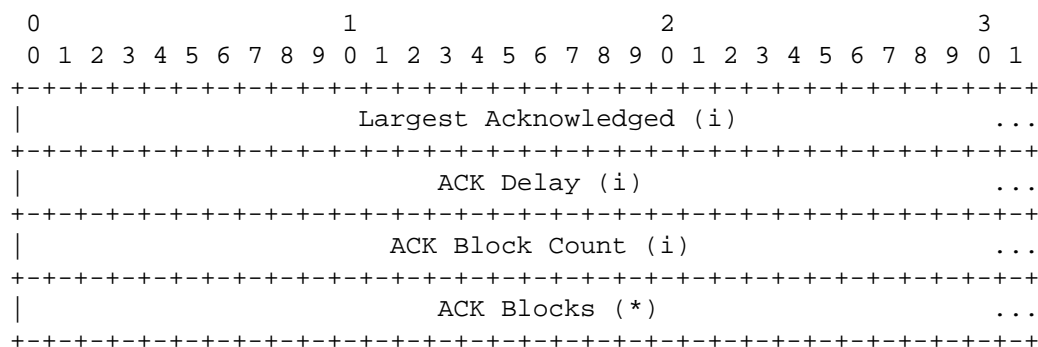 0                   1                   2                   3
 0 1 2 3 4 5 6 7 8 9 0 1 2 3 4 5 6 7 8 9 0 1 2 3 4 5 6 7 8 9 0 1
+-+-+-+-+-+-+-+-+-+-+-+-+-+-+-+-+-+-+-+-+-+-+-+-+-+-+-+-+-+-+-+-+
|                     Largest Acknowledged (i)                ...
+-+-+-+-+-+-+-+-+-+-+-+-+-+-+-+-+-+-+-+-+-+-+-+-+-+-+-+-+-+-+-+-+
|                          ACK Delay (i)                      ...
+-+-+-+-+-+-+-+-+-+-+-+-+-+-+-+-+-+-+-+-+-+-+-+-+-+-+-+-+-+-+-+-+
|                       ACK Block Count (i)                   ...
+-+-+-+-+-+-+-+-+-+-+-+-+-+-+-+-+-+-+-+-+-+-+-+-+-+-+-+-+-+-+-+-+
|                          ACK Blocks (*)                     ...
+-+-+-+-+-+-+-+-+-+-+-+-+-+-+-+-+-+-+-+-+-+-+-+-+-+-+-+-+-+-+-+-+